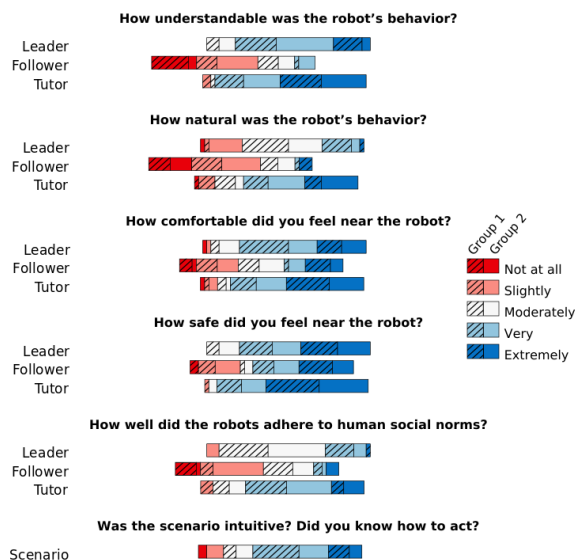 How understandable was the robot's behavior?
Leader
Follower
Tutor
How natural was the robot's behavior?
Leader
Follower
Tutor
How comfortable did you feel near the robot?
Leader
Follower
Tutor
Group 1
Group 2
Not at all
Slightly
Moderately
Very
Extremely
How safe did you feel near the robot?
Leader
Follower
Tutor
How well did the robots adhere to human social norms?
Leader
Follower
Tutor
Was the scenario intuitive? Did you know how to act?
Scenario